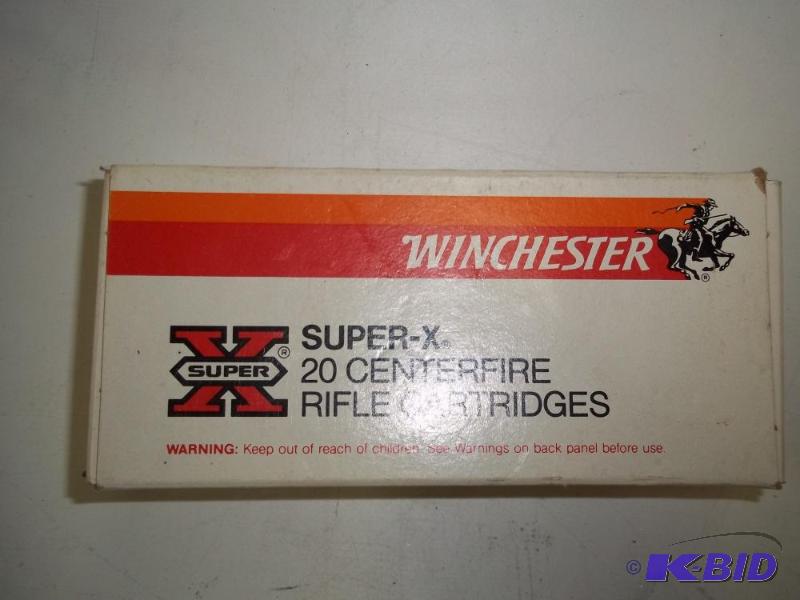 WINCHESTER
®
X SUPER ®
SUPER-X®
20 CENTERFIRE
RIFLE CARTRIDGES
WARNING: Keep out of reach of children. See Warnings on back panel before use.
© K-BID